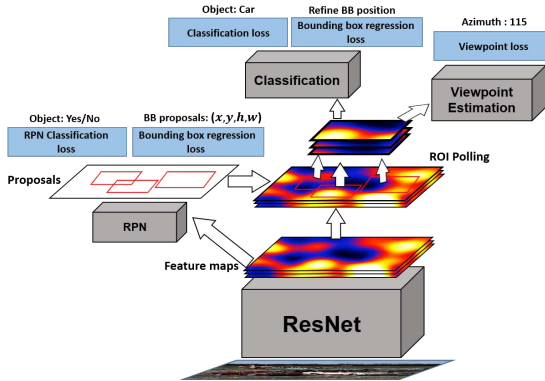 Object: Car
Refine BB position
Azimuth : 115
Classification loss
Bounding box regression
loss
Viewpoint loss
Classification
Viewpoint
Estimation
Object: Yes/No
BB proposals: (x,y,h,w)
RPN Classification
loss
Bounding box regression
loss
ROI Polling
Proposals
RPN
Feature maps
ResNet